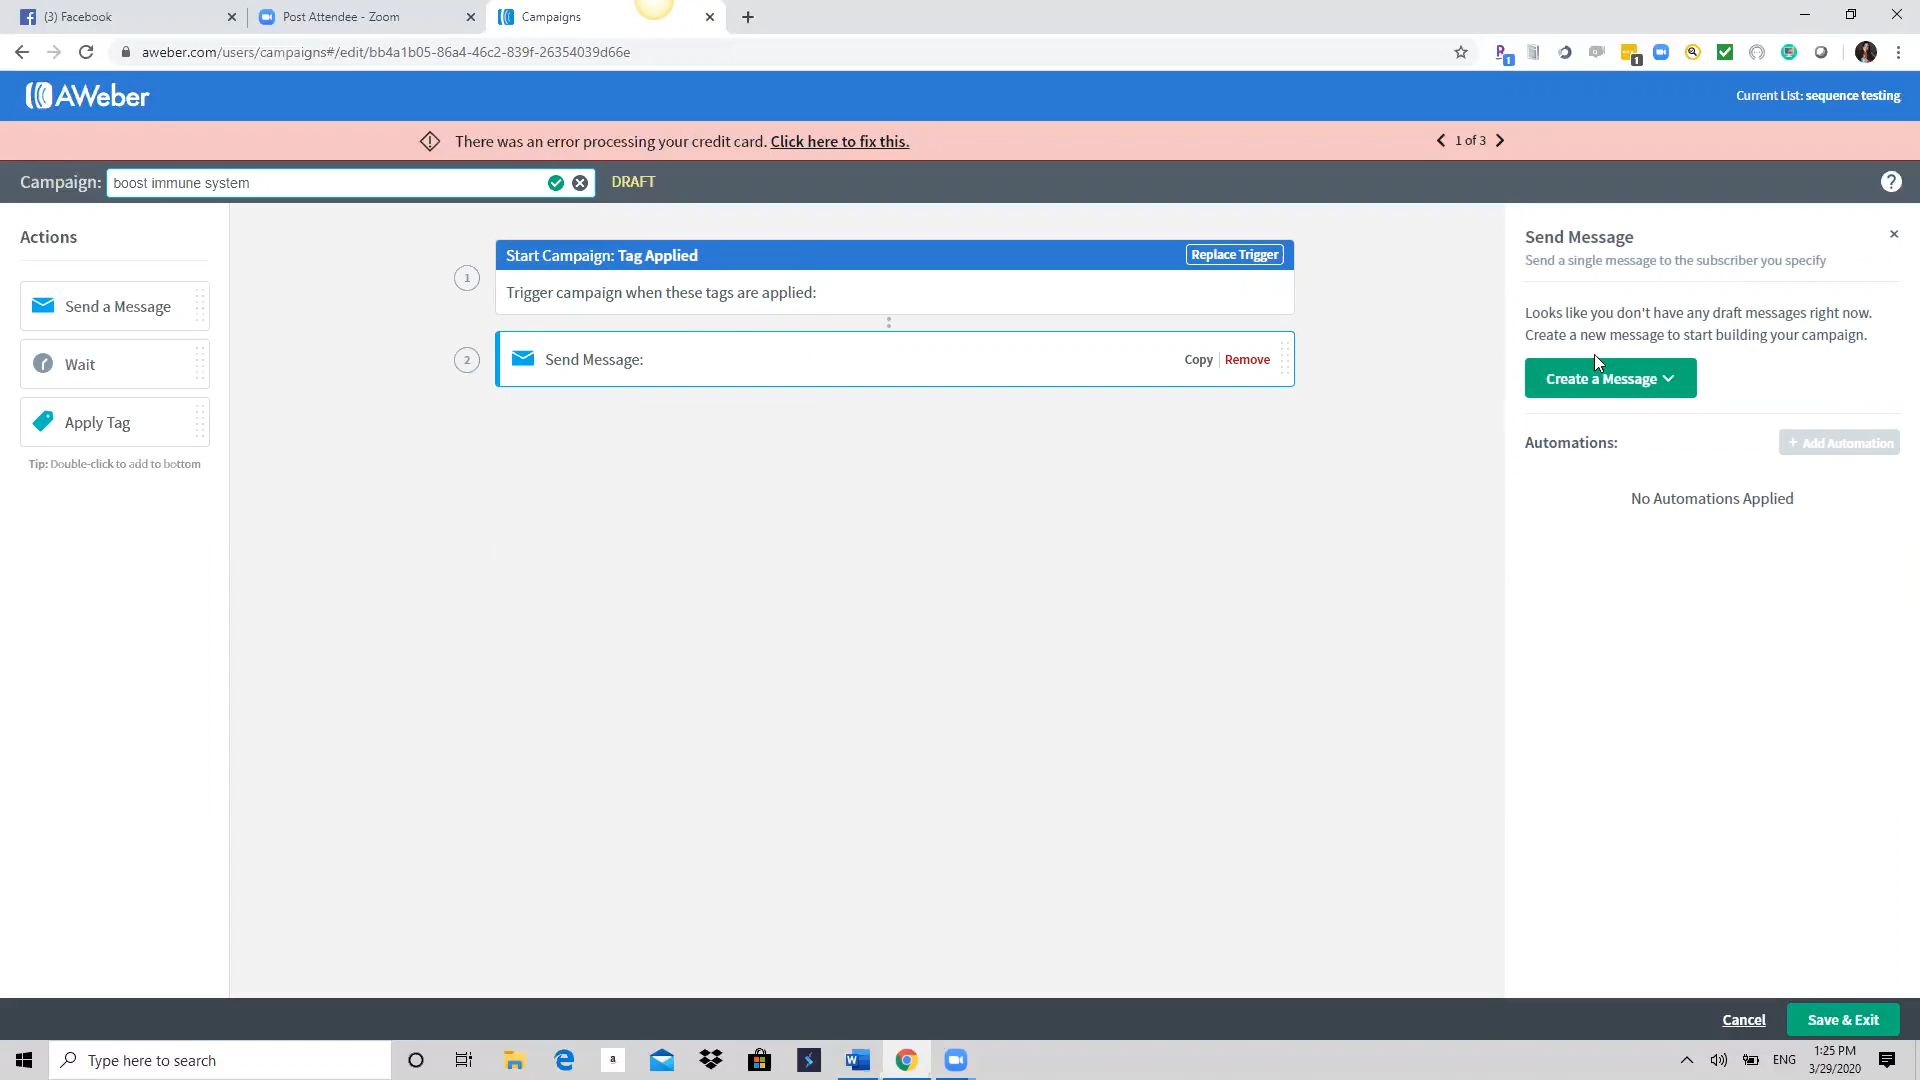 (3) Facebook
Post Attendee - Zoom
Campaigns
aweber.com/users/campaigns#/edit/bb4a1b05-86a4-46c2-839f-26354039d66e
1
1
AWeber
Current List: sequence testing
There was an error processing your credit card. Click here to fix this.
1 of 3
Campaign:
boost immune system
DRAFT
?
Actions
Send a Message
Wait
Apply Tag
Tip: Double-click to add to bottom
1
Start Campaign: Tag Applied
Replace Trigger
Trigger campaign when these tags are applied:
2
Send Message:
Copy
Remove
Send Message
Send a single message to the subscriber you specify
Looks like you don't have any draft messages right now.
Create a new message to start building your campaign.
Create a Message
Automations:
+ Add Automation
No Automations Applied
Cancel
Save & Exit
Type here to search
a
ENG
1:25 PM
3/29/2020